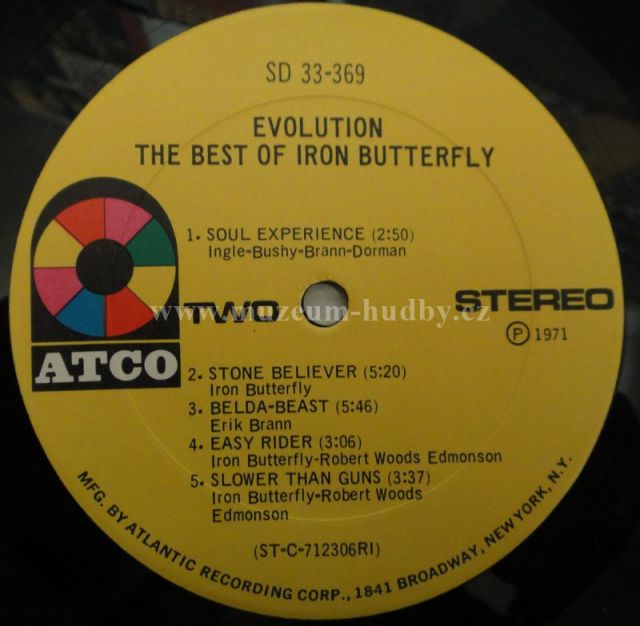 SD 33-369
EVOLUTION
THE BEST OF IRON BUTTERFLY
1. SOUL EXPERIENCE (2:50)
Ingle-Bushy-Brann-Dorman
TWO
STEREO
www.muzeum-hudby.cz
Ⓟ 1971
ATCO
2. STONE BELIEVER (5:20)
Iron Butterfly
3. BELDA-BEAST (5:46)
Erik Brann
4. EASY RIDER (3:06)
Iron Butterfly-Robert Woods Edmonson
5. SLOWER THAN GUNS (3:37)
Iron Butterfly-Robert Woods
Edmonson
(ST-C-712306RI)
MFG. BY ATLANTIC RECORDING CORP., 1841 BROADWAY, NEW YORK, N.Y.